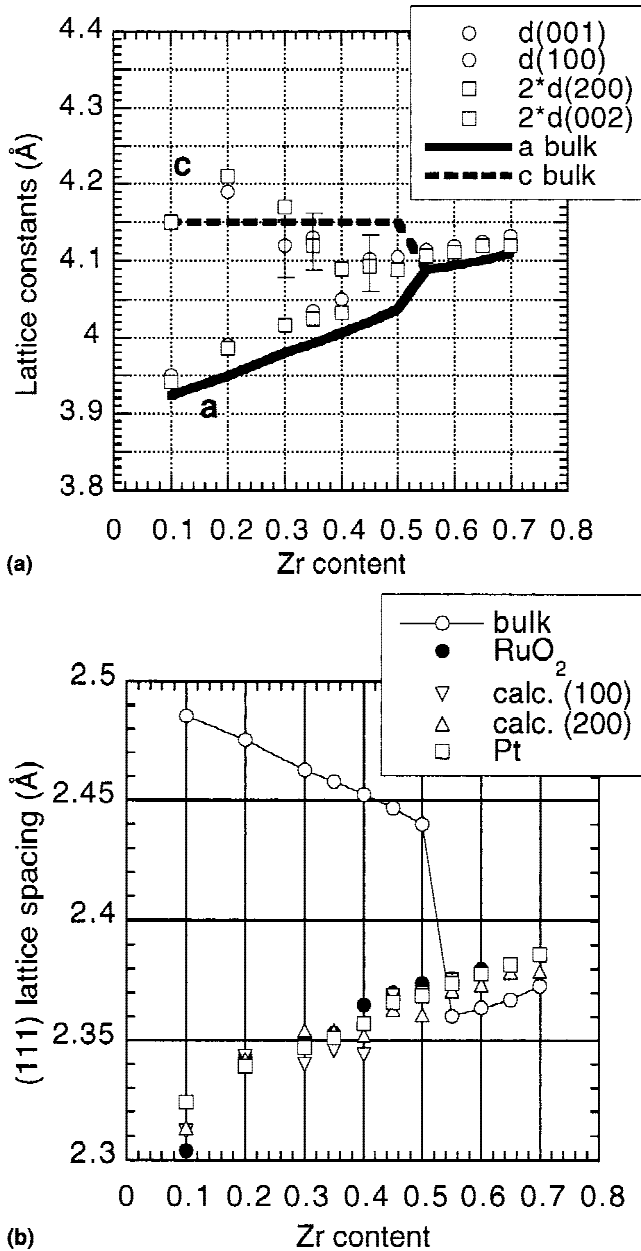 4.4
4.3
4.2
4.1
4
3.9
3.8
Lattice constants (Å)
d(001)
d(100)
2*d(200)
2*d(002)
a bulk
c bulk
c
a
0 0.1 0.2 0.3 0.4 0.5 0.6 0.7 0.8
Zr content
(a)
bulk
RuO2
calc. (100)
calc. (200)
Pt
2.5
2.45
2.4
2.35
2.3
(111) lattice spacing (Å)
0 0.1 0.2 0.3 0.4 0.5 0.6 0.7 0.8
Zr content
(b)